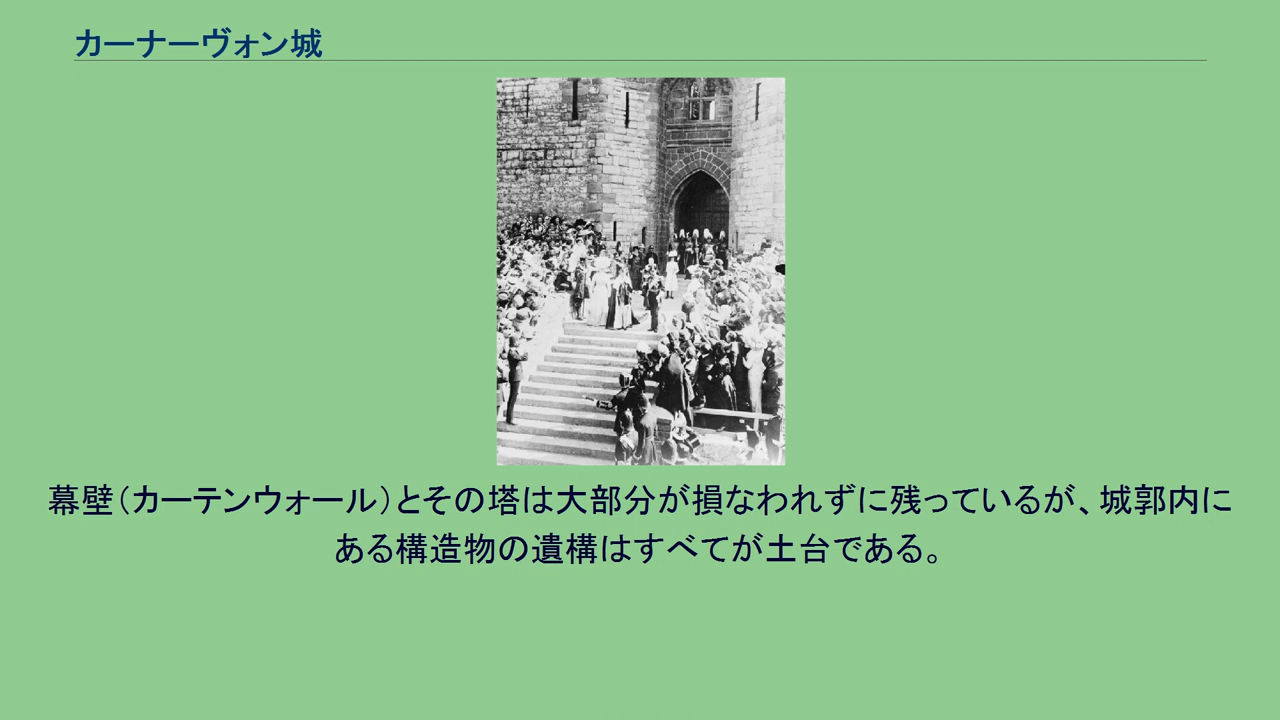 カーナーヴォン城
幕壁（カーテンウォール）とその塔は大部分が損なわれずに残っているが、城郭内に
ある構造物の遺構はすべてが土台である。